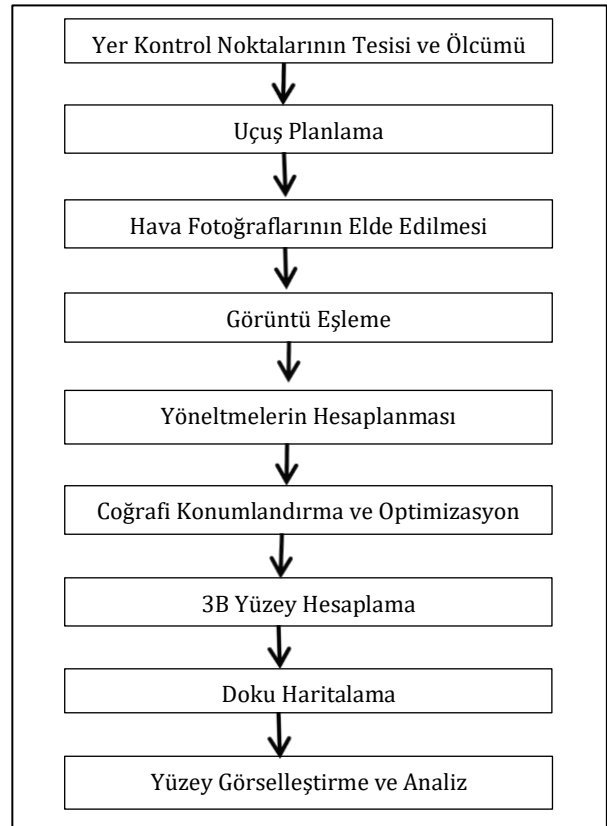 Yer Kontrol Noktalarının Tesisi ve Ölcümü
Uçuş Planlama
Hava Fotoğraflarının Elde Edilmesi
Görüntü Eşleme
Yöneltmelerin Hesaplanması
Coğrafi Konumlandırma ve Optimizasyon
3B Yüzey Hesaplama
Doku Haritalama
Yüzey Görselleştirme ve Analiz